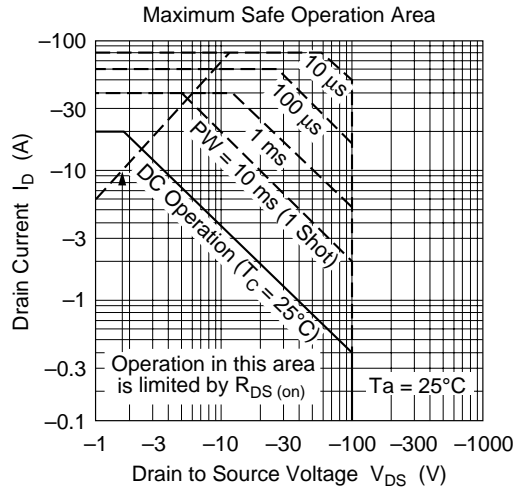 Maximum Safe Operation Area
–100
–30
–10
–3
–1
–0.3
–0.1
Drain Current I_D (A)
10 µs
100 µs
1 ms
PW = 10 ms (1 Shot)
DC Operation (T_C = 25°C)
Operation in this area
is limited by R_DS (on)
Ta = 25°C
–1 –3 –10 –30 –100 –300 –1000
Drain to Source Voltage V_DS (V)